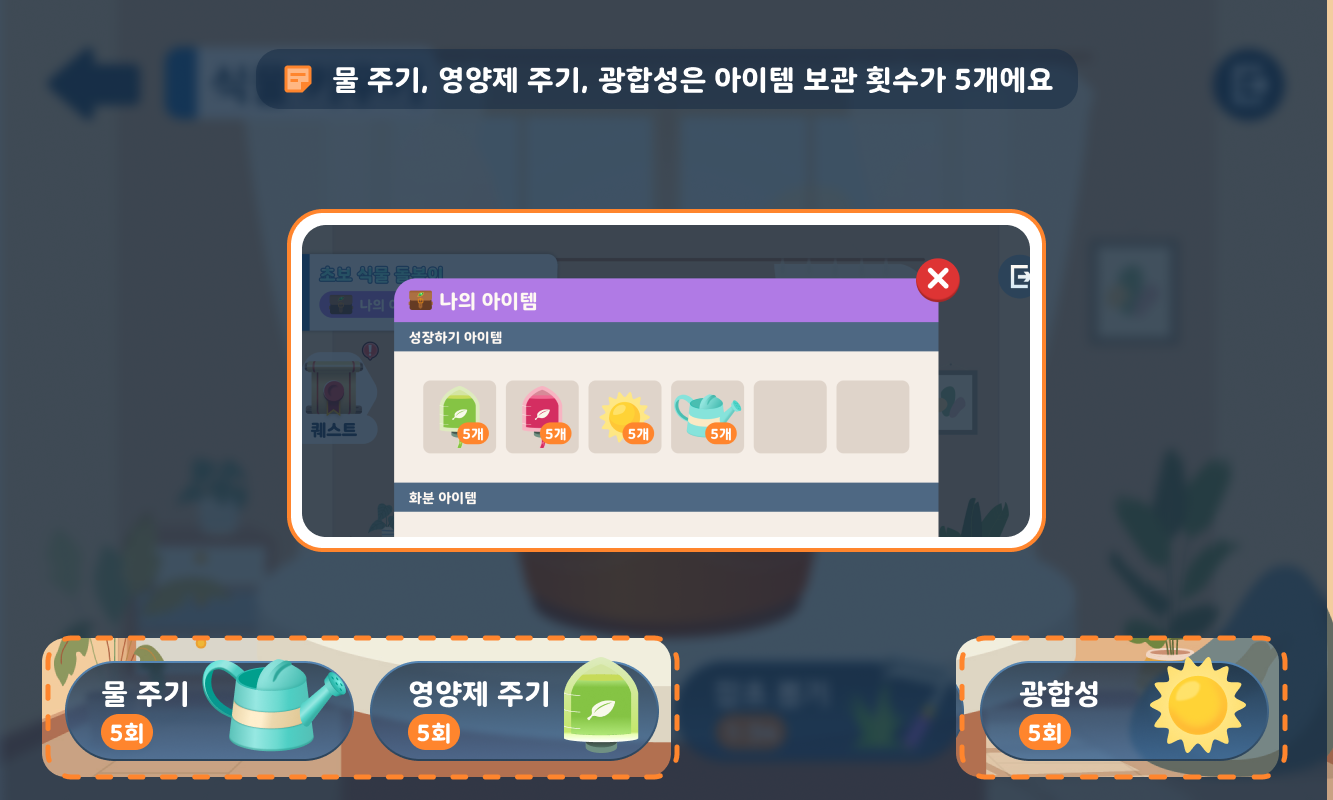 물 주기, 영양제 주기, 광합성은 아이템 보관 횟수가 5개에요
초보 식물 돌봄이
나의 아이템
나의
성장하기 아이템
5개
5개
5개
5개
퀘스트
화분 아이템
물 주기
5회
영양제 주기
5회
광합성
5회